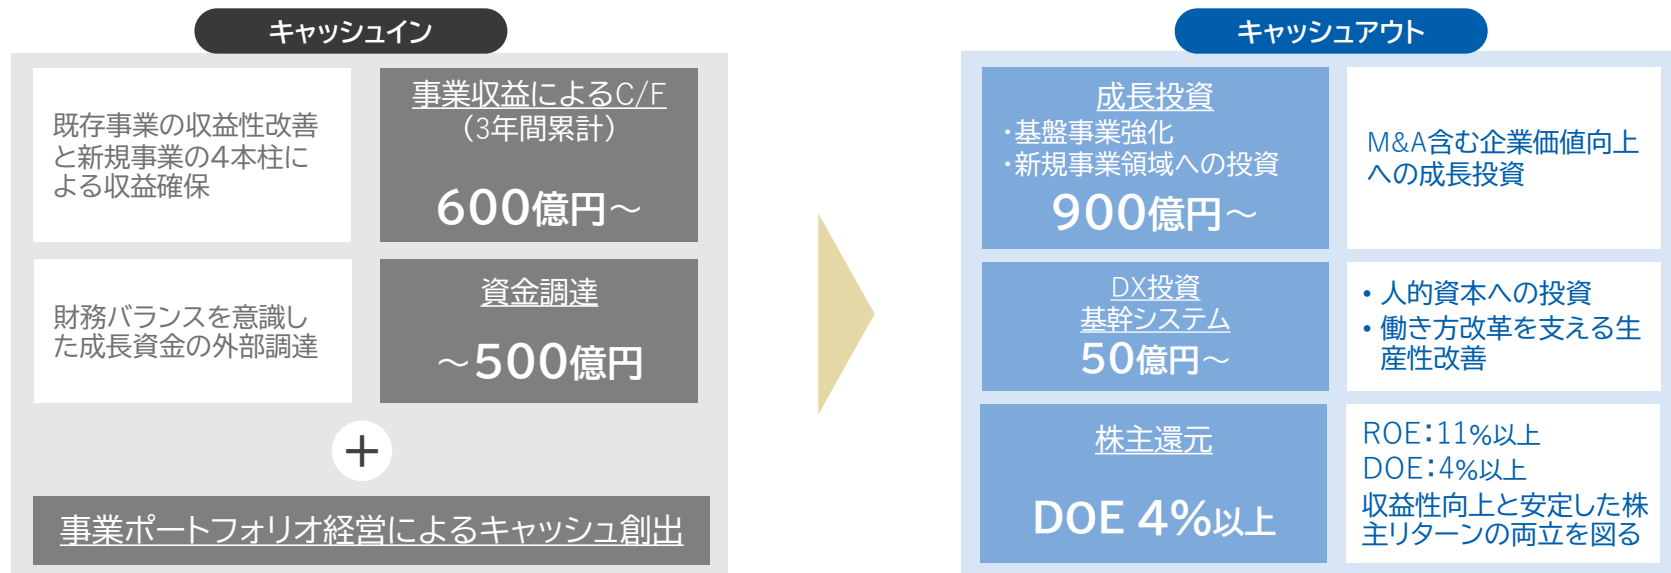 キャッシュイン
既存事業の収益性改善
と新規事業の4本柱に
よる収益確保
事業収益によるC/F
（3年間累計）
600億円～
財務バランスを意識し
た成長資金の外部調達
資金調達
～500億円
＋
事業ポートフォリオ経営によるキャッシュ創出
キャッシュアウト
成長投資
・基盤事業強化
・新規事業領域への投資
900億円～
M&A含む企業価値向上
への成長投資
DX投資
基幹システム
50億円～
• 人的資本への投資
• 働き方改革を支える生
産性改善
株主還元
DOE 4%以上
ROE：11%以上
DOE：4%以上
収益性向上と安定した株
主リターンの両立を図る